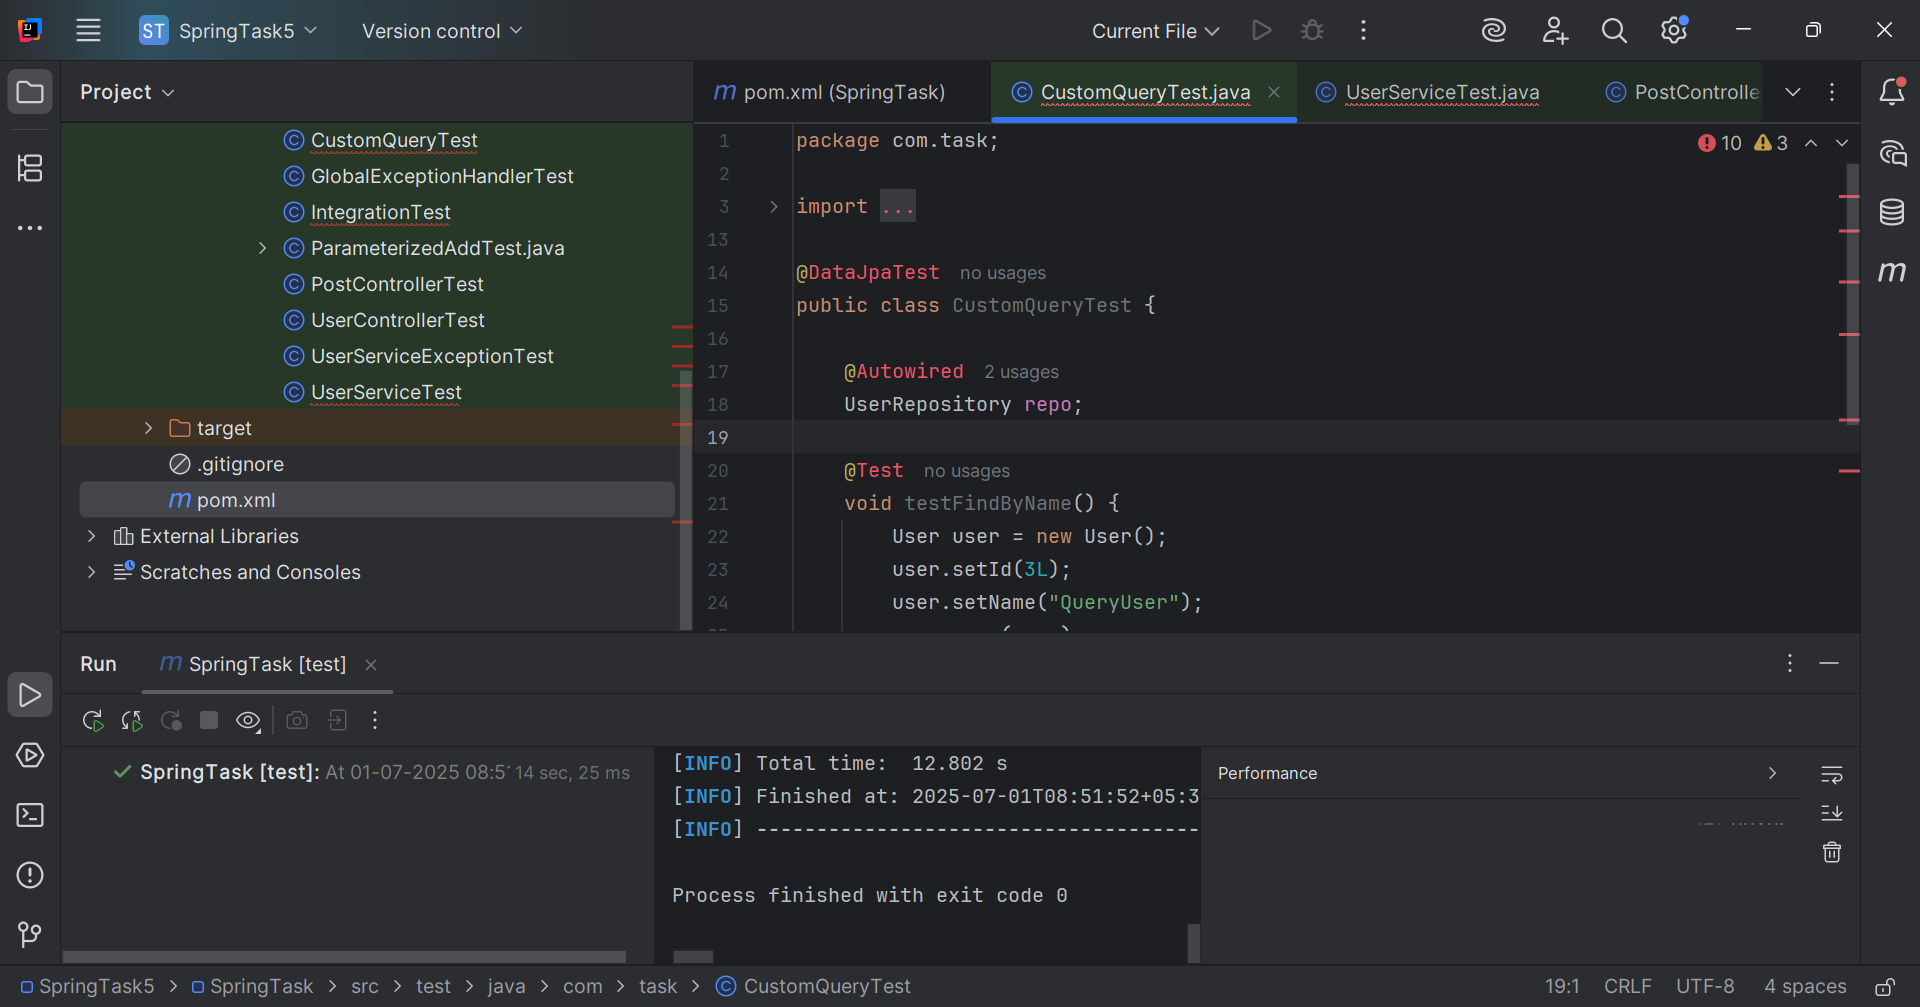 ST SpringTask5 Version control Current File
Project
pom.xml (SpringTask) CustomQueryTest.java UserServiceTest.java PostControlle
CustomQueryTest
GlobalExceptionHandlerTest
IntegrationTest
ParameterizedAddTest.java
PostControllerTest
UserControllerTest
UserServiceExceptionTest
UserServiceTest
target
.gitignore
m pom.xml
External Libraries
Scratches and Consoles
10 3
1 package com.task;
2
3 import ...
13
14 @DataJpaTest no usages
15 public class CustomQueryTest {
16
17 @Autowired 2 usages
18 UserRepository repo;
19
20 @Test no usages
21 void testFindByName() {
22 User user = new User();
23 user.setId(3L);
24 user.setName("QueryUser");
Run m SpringTask [test]
SpringTask [test]: At 01-07-2025 08:5 14 sec, 25 ms
[INFO] Total time:  12.802 s
[INFO] Finished at: 2025-07-01T08:51:52+05:3
[INFO] -------------------------------------
Process finished with exit code 0
Performance
SpringTask5 > SpringTask > src > test > java > com > task > CustomQueryTest
19:1 CRLF UTF-8 4 spaces